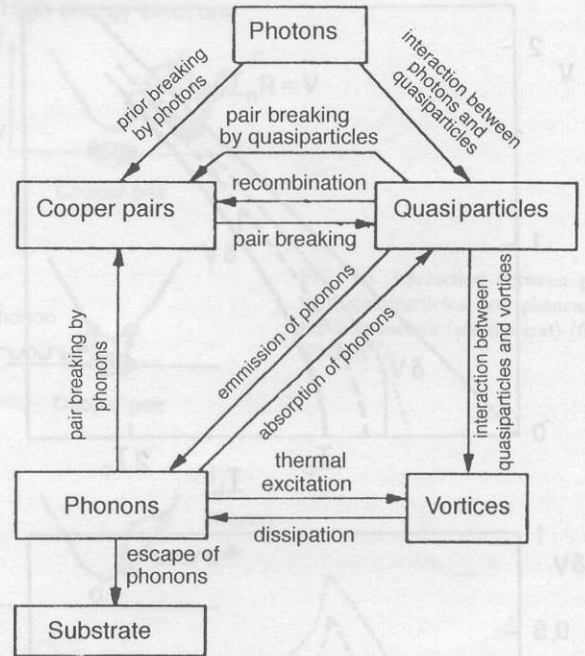 Photons
prior breaking
by photons
interaction between
photons and
quasiparticles
pair breaking
by quasiparticles
recombination
Cooper pairs
Quasiparticles
pair breaking
pair breaking by
phonons
emmission of phonons
absorption of phonons
interaction between
quasiparticles and vortices
thermal
excitation
Phonons
Vortices
dissipation
escape of
phonons
Substrate